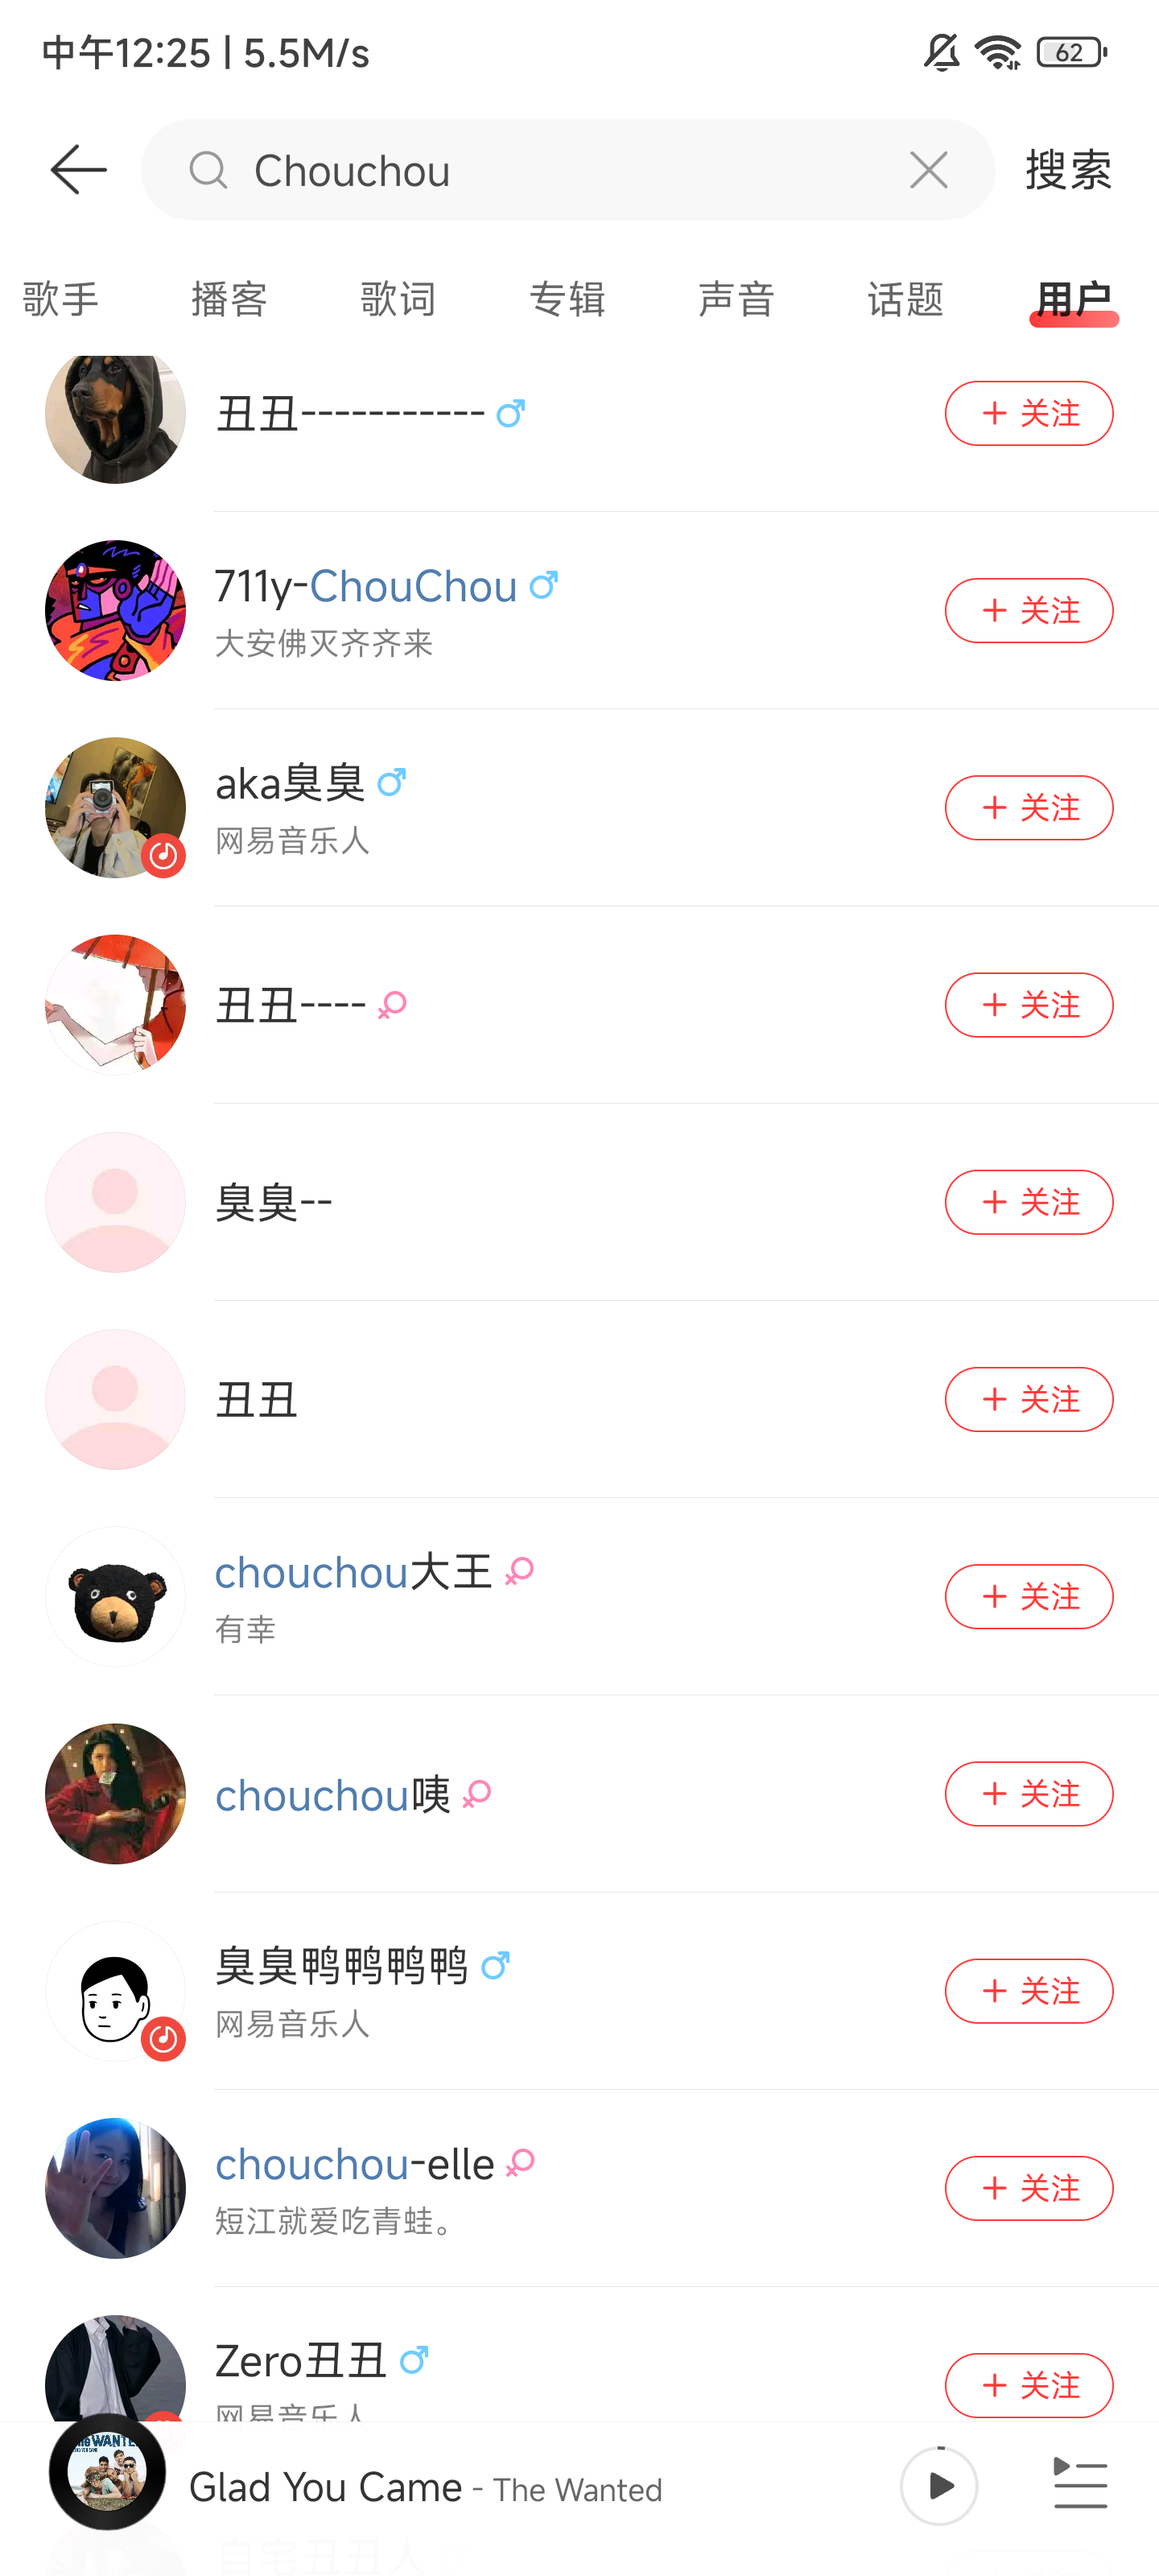 中午12:25 | 5.5M/s
62
Chouchou
搜索
歌手 播客 歌词 专辑 声音 话题 用户
丑丑-----------
+ 关注
711y-ChouChou
大安佛灭齐齐来
+ 关注
aka臭臭
网易音乐人
+ 关注
丑丑----
+ 关注
臭臭--
+ 关注
丑丑
+ 关注
chouchou大王
有幸
+ 关注
chouchou咦
+ 关注
臭臭鸭鸭鸭鸭
网易音乐人
+ 关注
chouchou-elle
短江就爱吃青蛙。
+ 关注
Zero丑丑
网易音乐人
+ 关注
Glad You Came - The Wanted